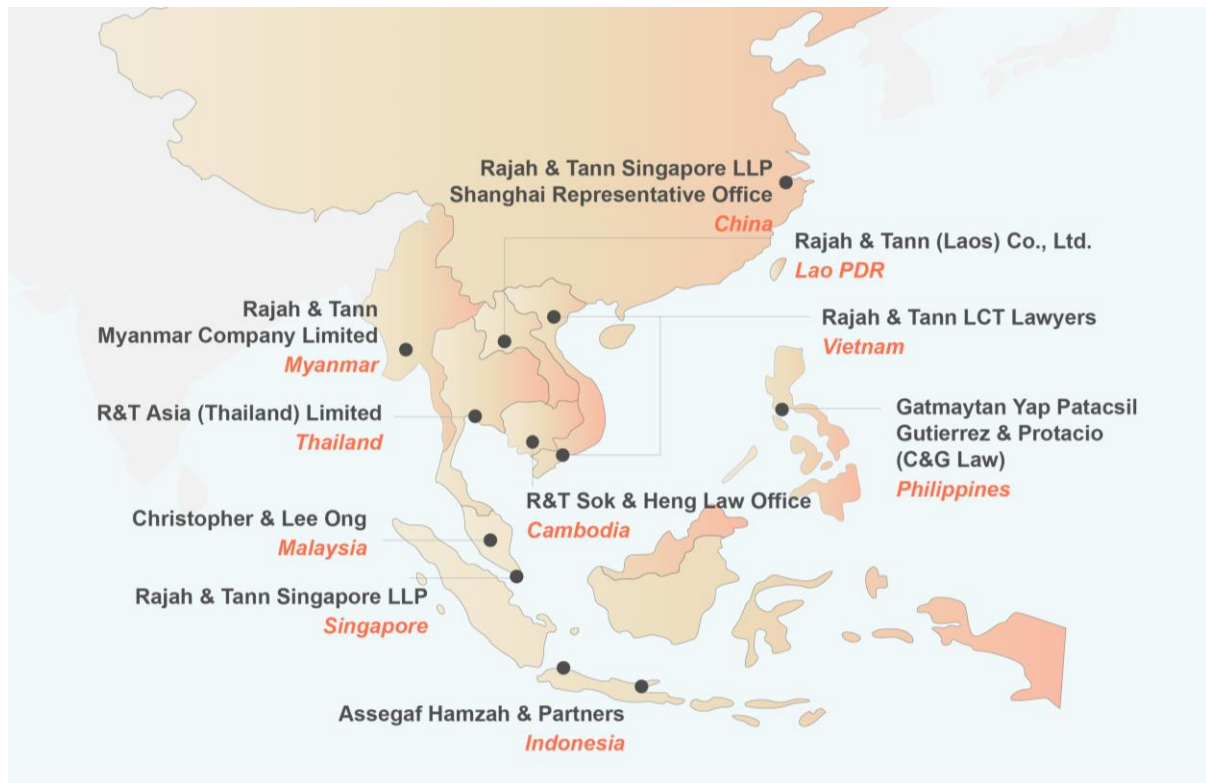 Rajah & Tann Singapore LLP
Shanghai Representative Office
China
Rajah & Tann (Laos) Co., Ltd.
Lao PDR
Rajah & Tann
Myanmar Company Limited
Myanmar
Rajah & Tann LCT Lawyers
Vietnam
R&T Asia (Thailand) Limited
Thailand
Gatmaytan Yap Patacsil
Gutierrez & Protacio
(C&G Law)
Philippines
R&T Sok & Heng Law Office
Cambodia
Christopher & Lee Ong
Malaysia
Rajah & Tann Singapore LLP
Singapore
Assegaf Hamzah & Partners
Indonesia